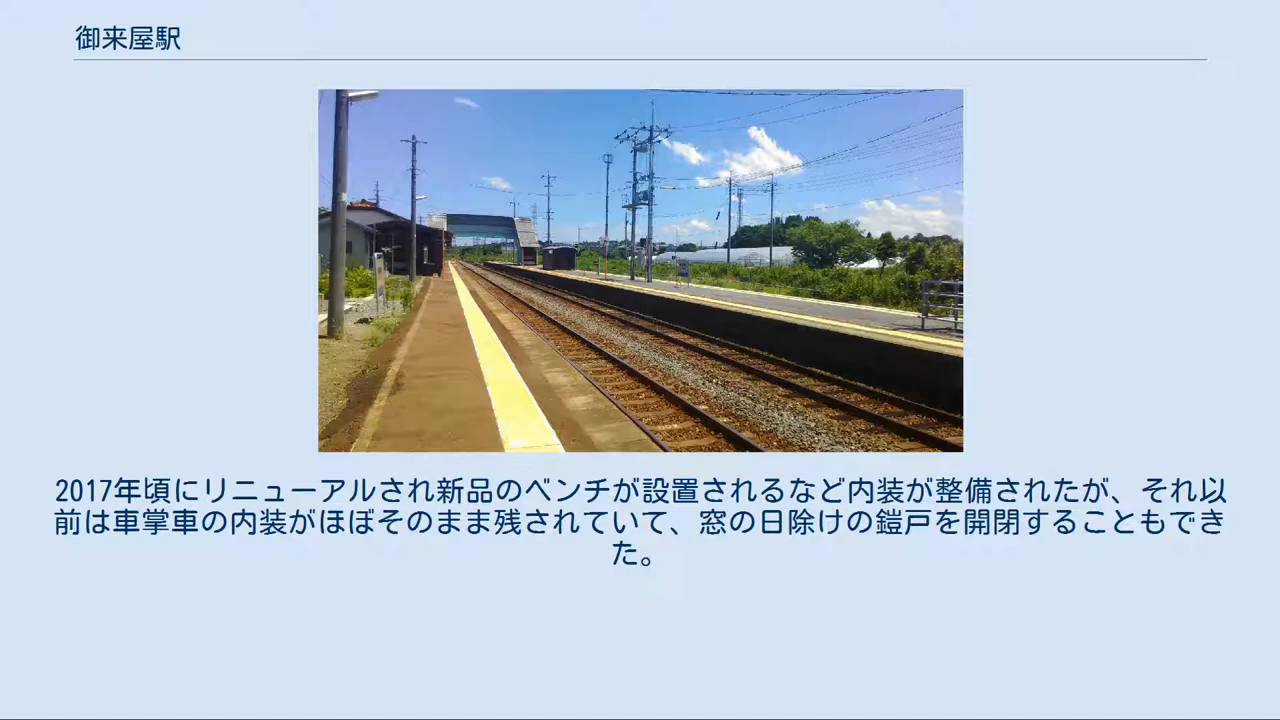 御来屋駅
2017年頃にリニューアルされ新品のベンチが設置されるなど内装が整備されたが、それ以
前は車掌車の内装がほぼそのまま残されていて、窓の日除けの鎧戸を開閉することもでき
た。